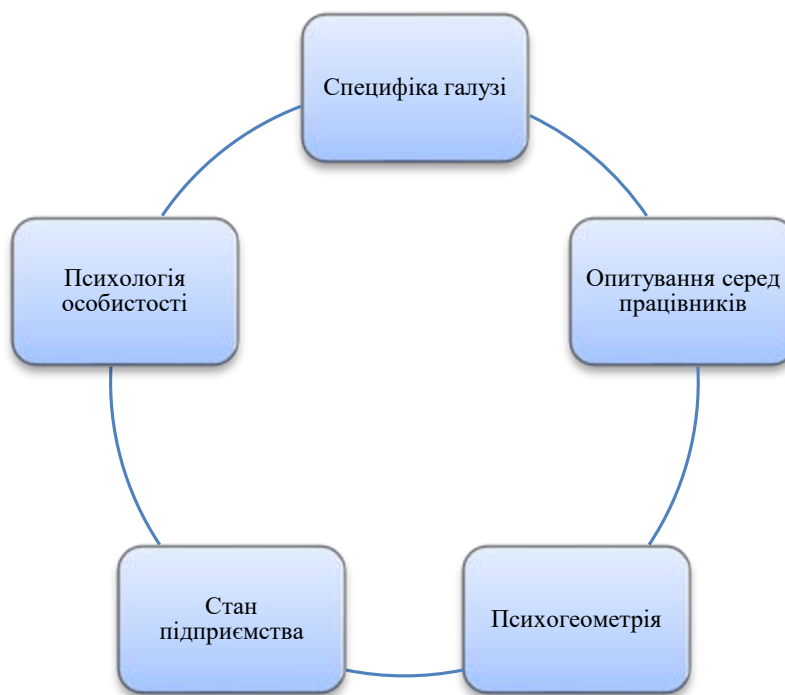 Специфіка галузі
Опитування серед
працівників
Психогеометрія
Стан
підприємства
Психологія
особистості